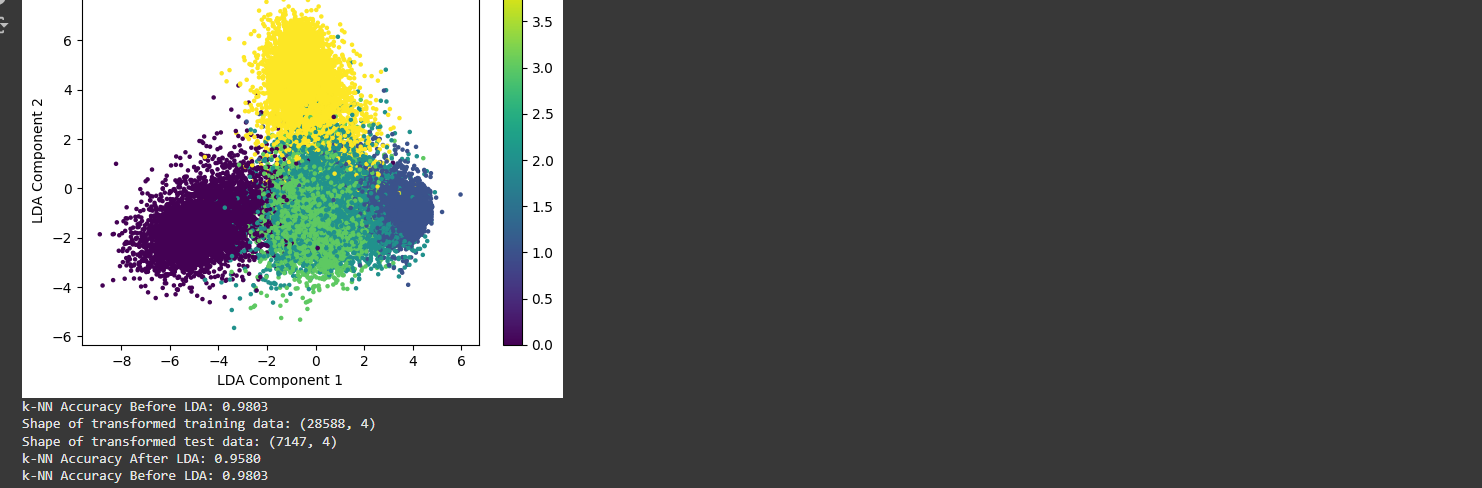 3.5
6
3.0
4
2.5
2
2.0
0
1.5
−2
1.0
−4
0.5
−6
0.0
LDA Component 2
−8 −6 −4 −2 0 2 4 6
LDA Component 1
k-NN Accuracy Before LDA: 0.9803
Shape of transformed training data: (28588, 4)
Shape of transformed test data: (7147, 4)
k-NN Accuracy After LDA: 0.9580
k-NN Accuracy Before LDA: 0.9803